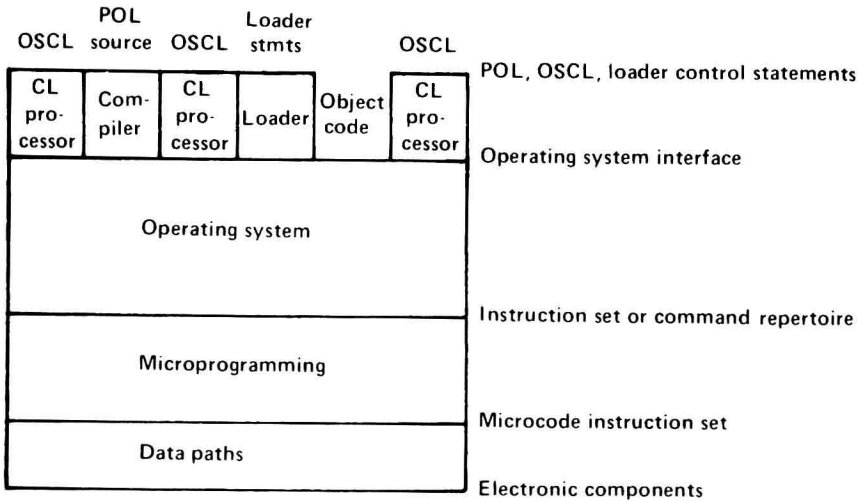 OSCL
POL
source
OSCL
Loader
stmts
OSCL
POL, OSCL, loader control statements
CL
pro-
cessor
Com-
piler
CL
pro-
cessor
Loader
Object
code
CL
pro-
cessor
Operating system interface
Operating system
Instruction set or command repertoire
Microprogramming
Microcode instruction set
Data paths
Electronic components